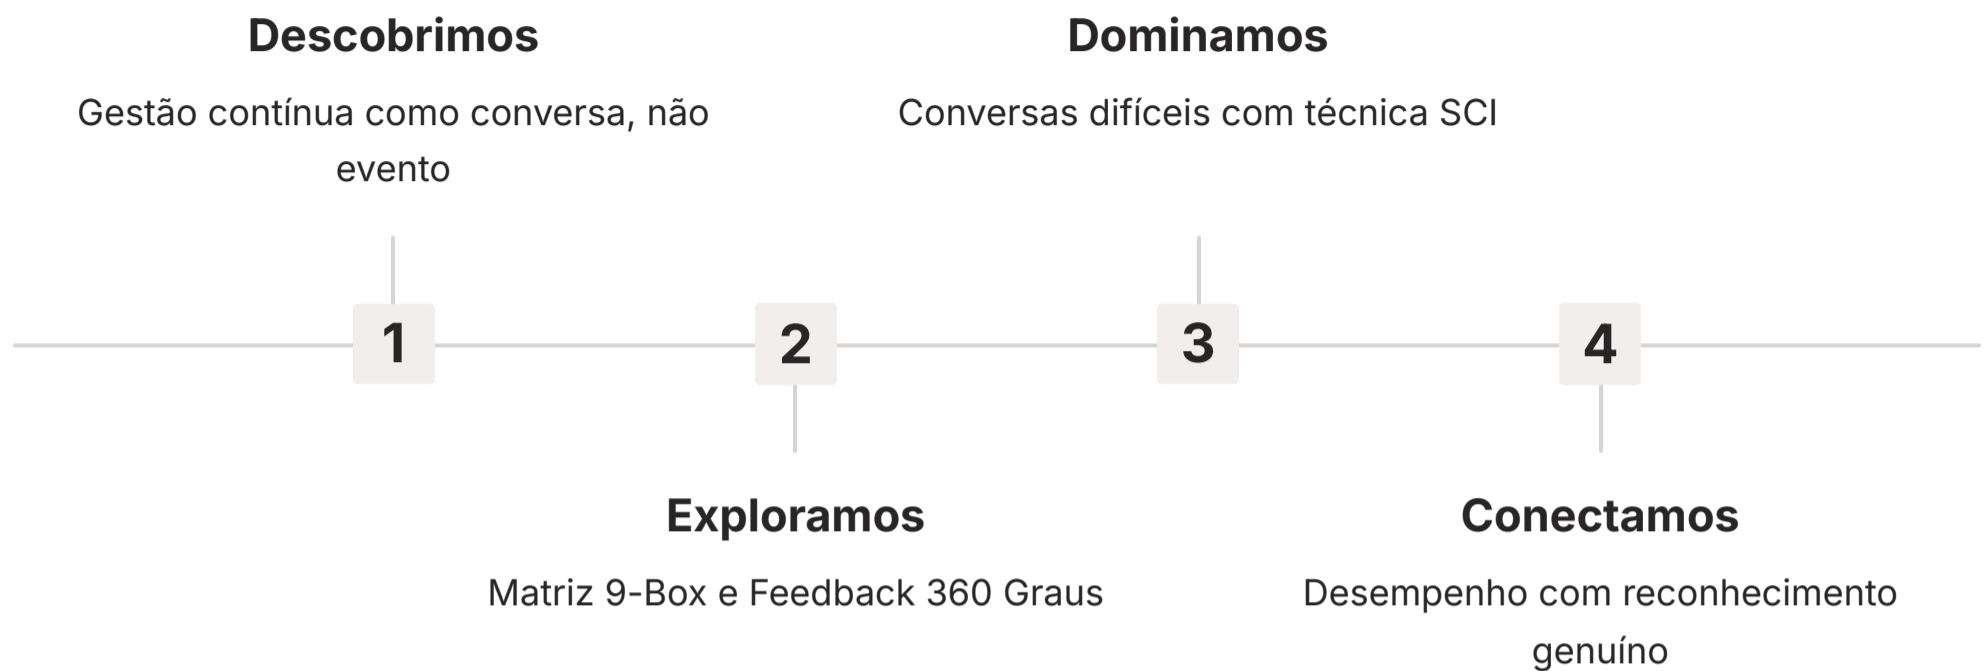 Descobrimos
Gestão contínua como conversa, não
evento
Dominamos
Conversas difíceis com técnica SCI
1
2
3
4
Exploramos
Matriz 9-Box e Feedback 360 Graus
Conectamos
Desempenho com reconhecimento
genuíno